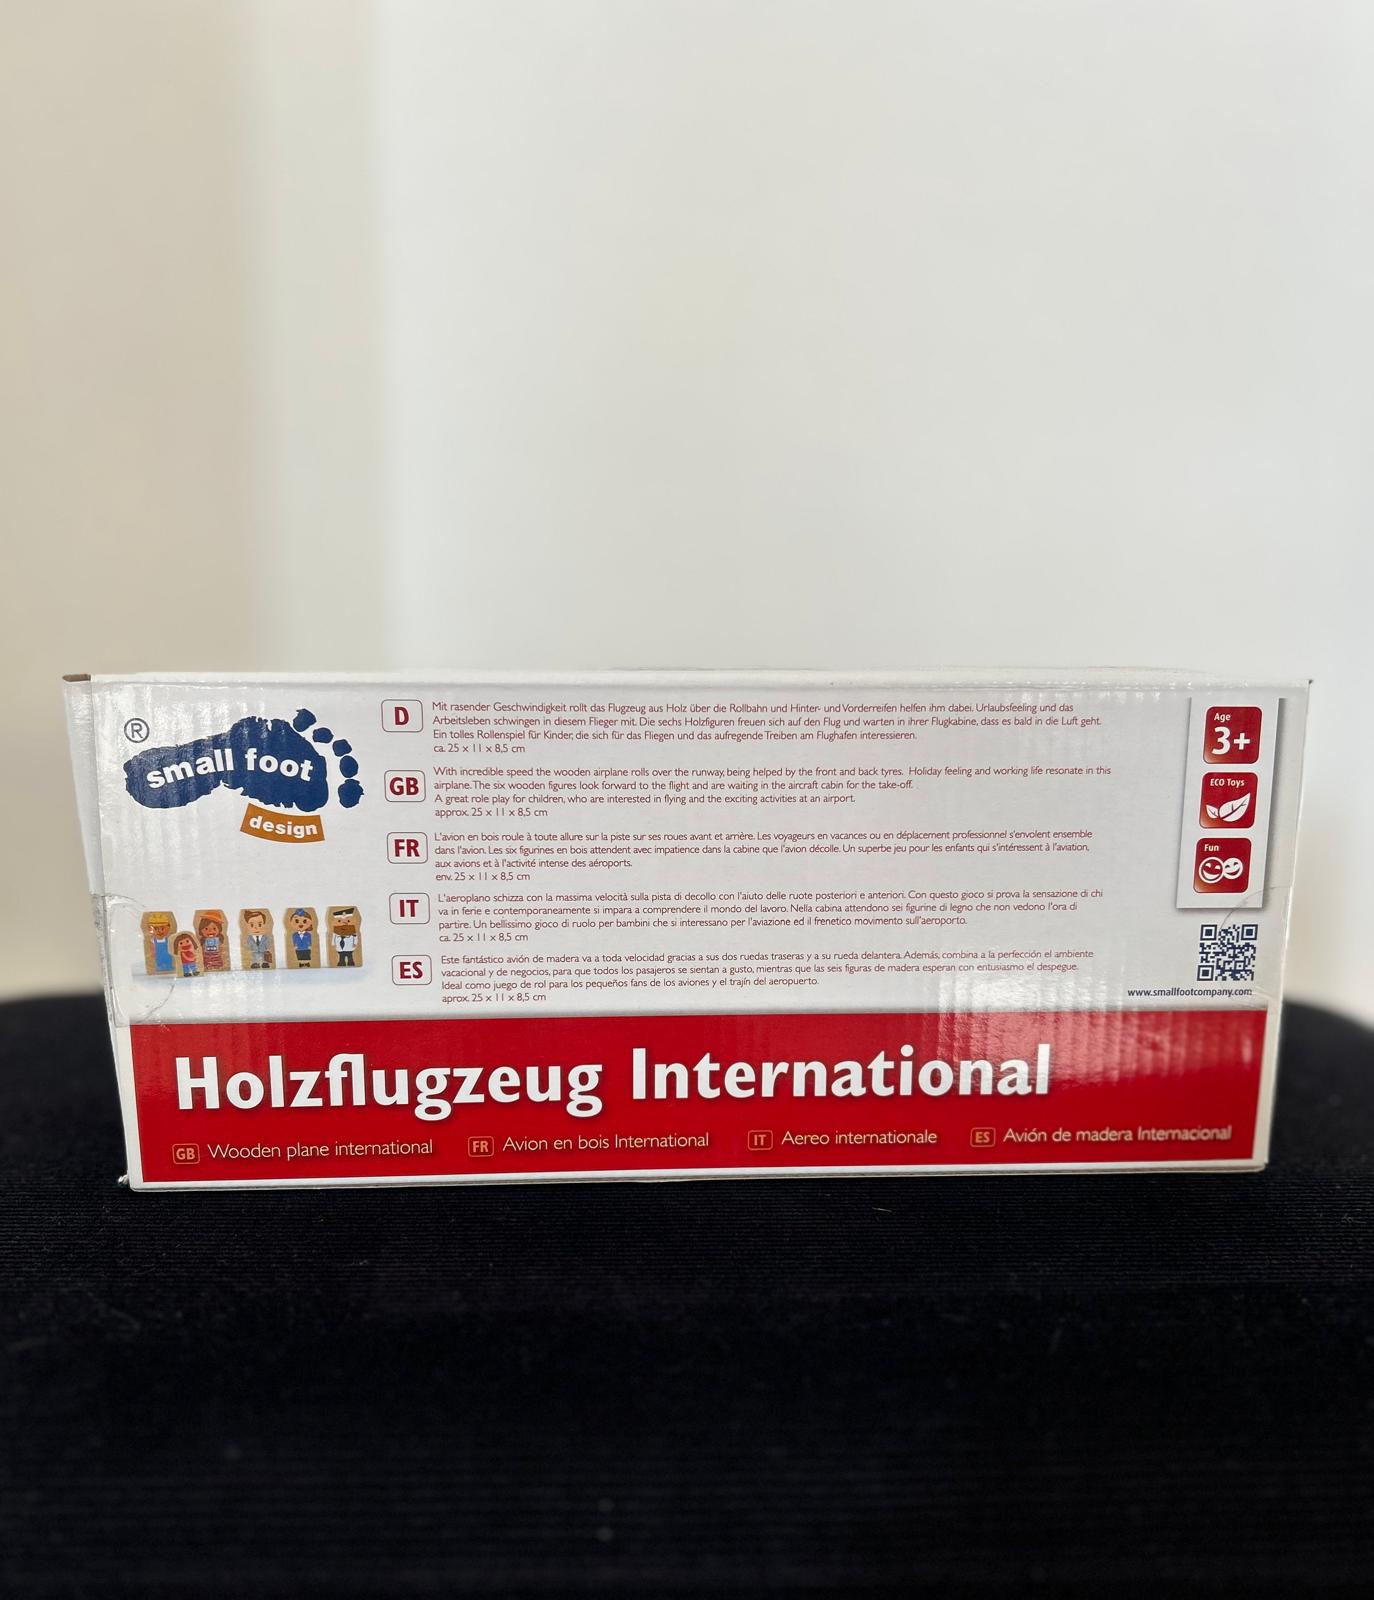 ®
small foot
design
D
Mit rasender Geschwindigkeit rollt das Flugzeug aus Holz über die Rollbahn und Hinter- und Vorderreifen helfen ihm dabei. Urlaubsfeeling und das
Arbeitsleben schwingen in diesem Flieger mit. Die sechs Holzfiguren freuen sich auf den Flug und warten in ihrer Flugkabine, dass es bald in die Luft geht.
Ein tolles Rollenspiel für Kinder, die sich für das Fliegen und das aufregende Treiben am Flughafen interessieren.
ca. 25 x 11 x 8,5 cm
GB
With incredible speed the wooden airplane rolls over the runway, being helped by the front and back tyres. Holiday feeling and working life resonate in this
airplane. The six wooden figures look forward to the flight and are waiting in the aircraft cabin for the take-off.
A great role play for children, who are interested in flying and the exciting activities at an airport.
approx. 25 x 11 x 8,5 cm
FR
L'avion en bois roule à toute allure sur la piste sur ses roues avant et arrière. Les voyageurs en vacances ou en déplacement professionnel s'envolent ensemble
dans l'avion. Les six figurines en bois attendent avec impatience dans la cabine que l'avion décolle. Un superbe jeu pour les enfants qui s'intéressent à l'aviation,
aux avions et à l'activité intense des aéroports.
env. 25 x 11 x 8,5 cm
IT
L'aeroplano schizza con la massima velocità sulla pista di decollo con l'aiuto delle ruote posteriori e anteriori. Con questo gioco si prova la sensazione di chi
va in ferie e contemporaneamente si impara a comprendere il mondo del lavoro. Nella cabina attendono sei figurine di legno che non vedono l'ora di
partire. Un bellissimo gioco di ruolo per bambini che si interessano per l'aviazione ed il frenetico movimento sull'aeroporto.
ca. 25 x 11 x 8,5 cm
ES
Este fantástico avión de madera va a toda velocidad gracias a sus dos ruedas traseras y a su rueda delantera. Además, combina a la perfección el ambiente
vacacional y de negocios, para que todos los pasajeros se sientan a gusto, mientras que las seis figuras de madera esperan con entusiasmo el despegue.
Ideal como juego de rol para los pequeños fans de los aviones y el trajín del aeropuerto.
aprox. 25 x 11 x 8,5 cm
Age
3+
ECO Toys
Fun
www.smallfootcompany.com
Holzflugzeug International
GB Wooden plane international FR Avion en bois International IT Aereo internationale ES Avión de madera Internacional